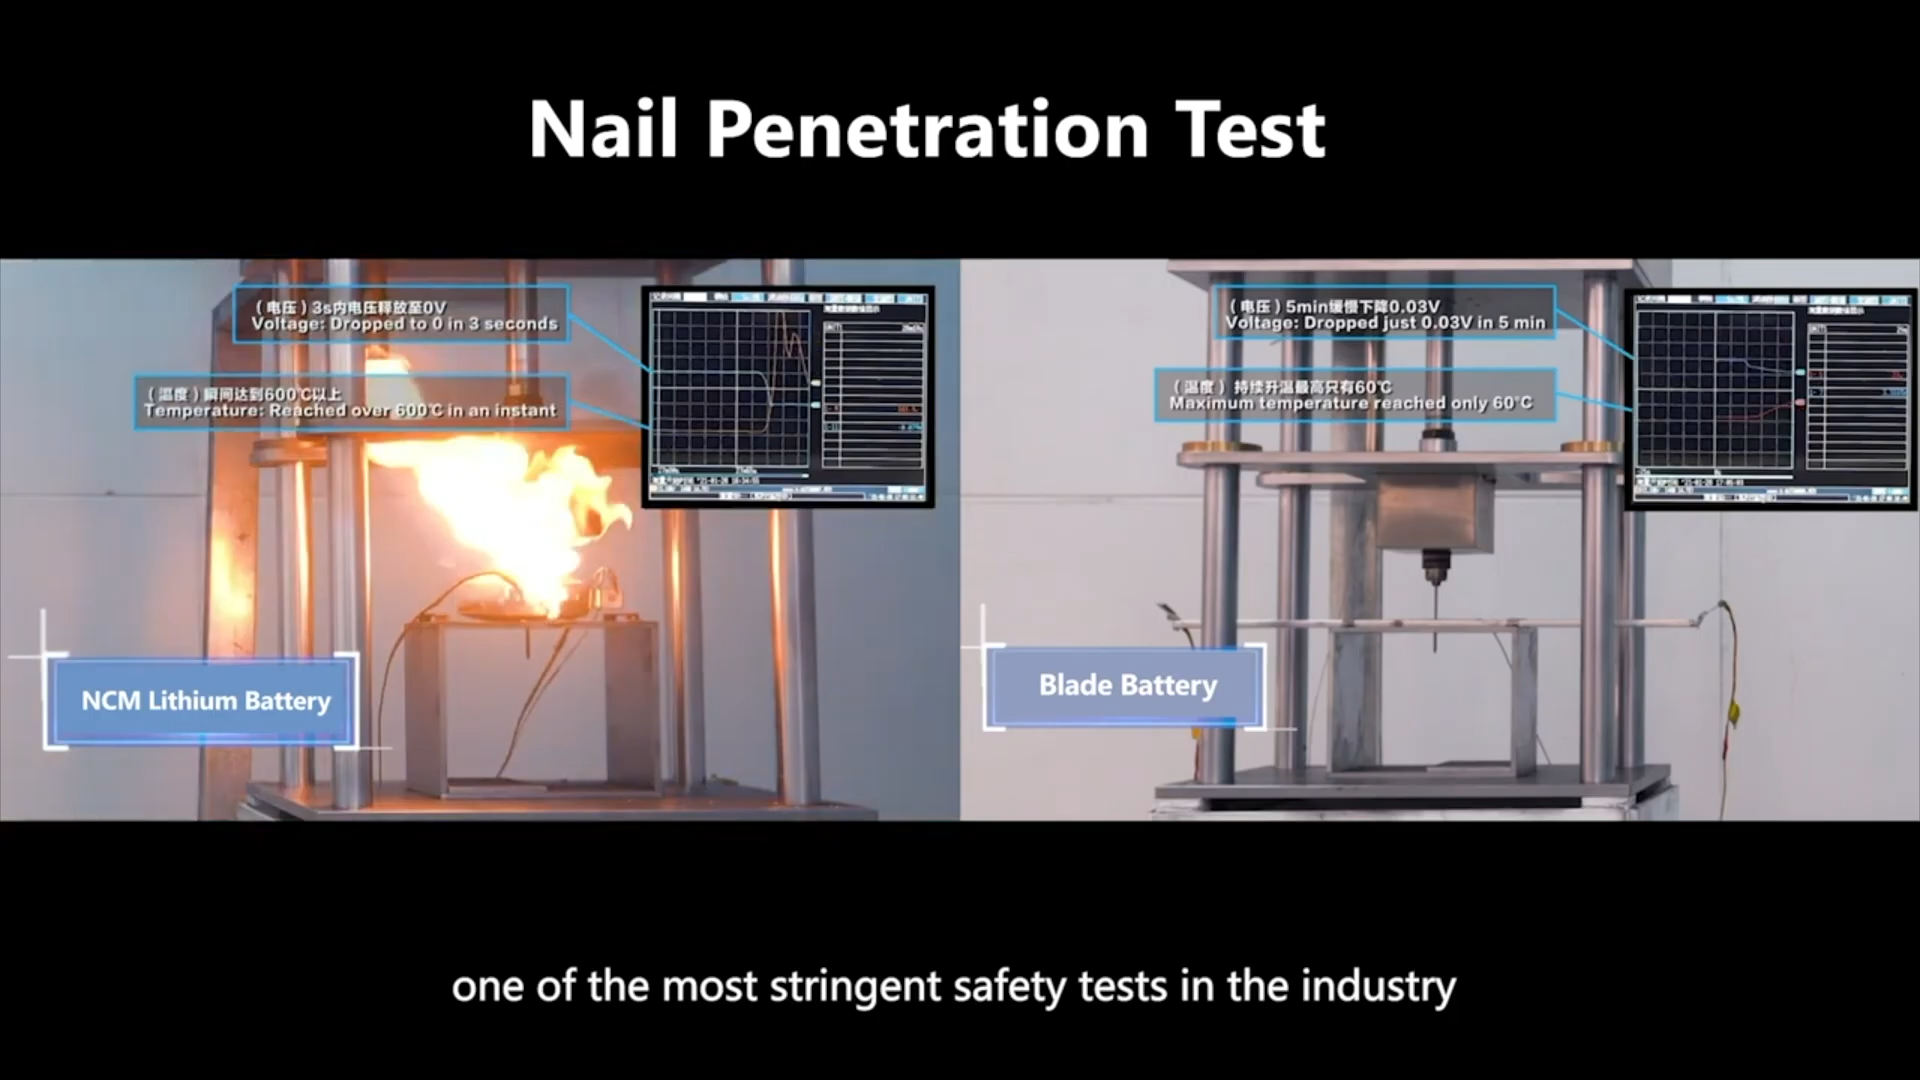 Nail Penetration Test
（电压）3s内电压释放至0V
Voltage: Dropped to 0 in 3 seconds
（温度）瞬间达到600℃以上
Temperature: Reached over 600℃ in an instant
NCM Lithium Battery
（电压）5min缓慢下降0.03V
Voltage: Dropped just 0.03V in 5 min
（温度）持续升温最高只有60℃
Maximum temperature reached only 60℃
Blade Battery
one of the most stringent safety tests in the industry